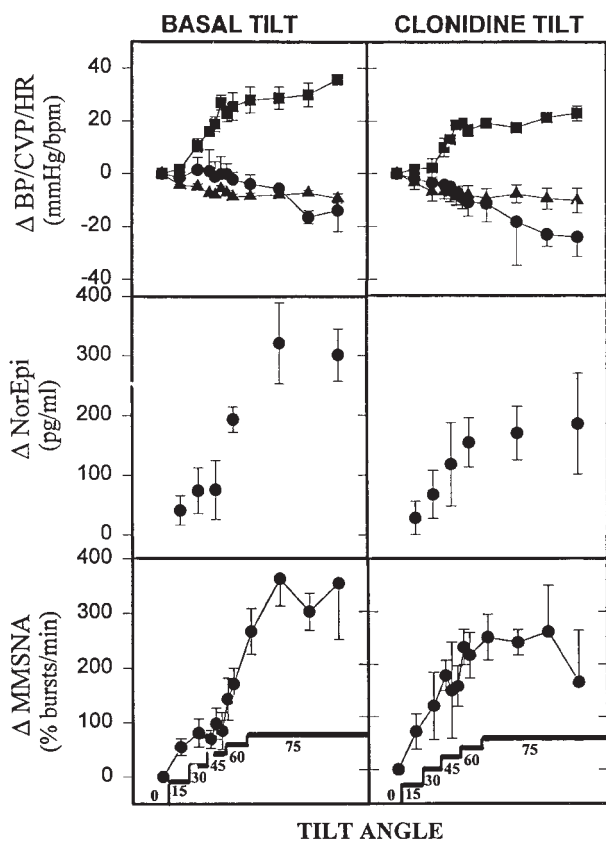 BASAL TILT
CLONIDINE TILT
Δ BP/CVP/HR
(mmHg/bpm)
40
20
0
-20
-40
Δ NorEpi
(pg/ml)
400
300
200
100
0
Δ MMSNA
(% bursts/min)
400
300
200
100
0
0 15 30 45 60 75
0 15 30 45 60 75
TILT ANGLE